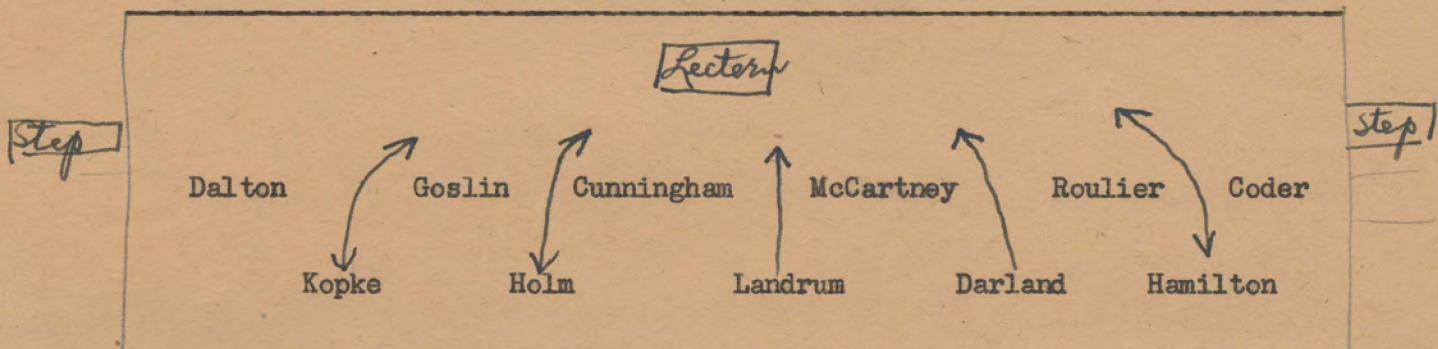 Lectern
Step step
Dalton Goslin Cunningham McCartney Roulier Coder
Kopke Holm Landrum Darland Hamilton